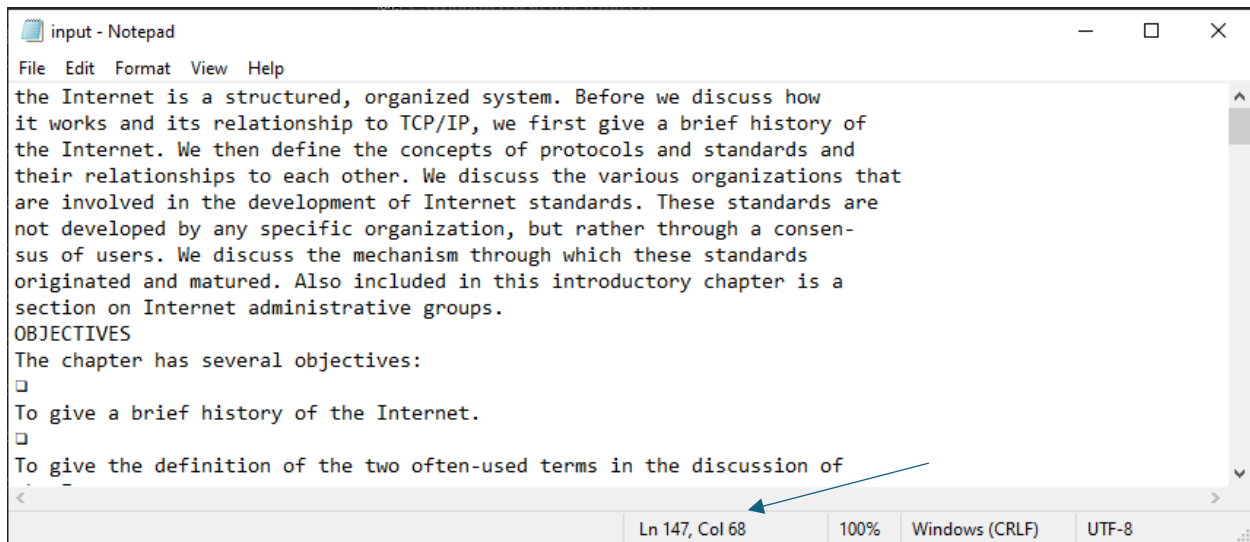 input - Notepad
File Edit Format View Help
the Internet is a structured, organized system. Before we discuss how
it works and its relationship to TCP/IP, we first give a brief history of
the Internet. We then define the concepts of protocols and standards and
their relationships to each other. We discuss the various organizations that
are involved in the development of Internet standards. These standards are
not developed by any specific organization, but rather through a consen-
sus of users. We discuss the mechanism through which these standards
originated and matured. Also included in this introductory chapter is a
section on Internet administrative groups.
OBJECTIVES
The chapter has several objectives:
❑
To give a brief history of the Internet.
❑
To give the definition of the two often-used terms in the discussion of
Ln 147, Col 68 100% Windows (CRLF) UTF-8